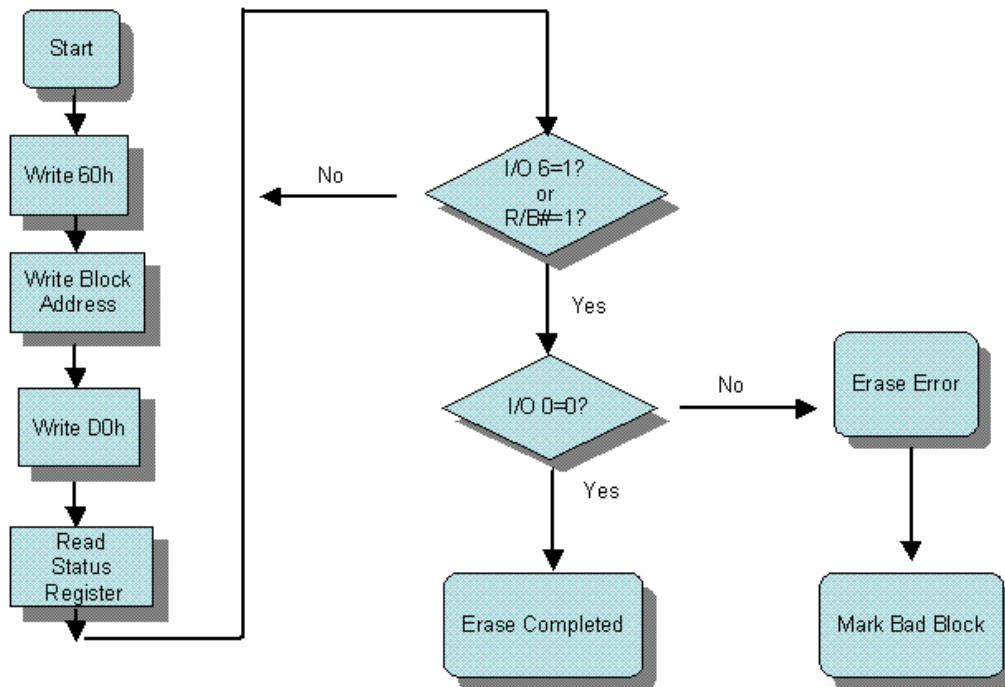 Start
Write 60h
Write Block
Address
Write D0h
Read
Status
Register
I/O 6=1?
or
R/B#=1?
No
Yes
I/O 0=0?
No
Yes
Erase Error
Erase Completed
Mark Bad Block